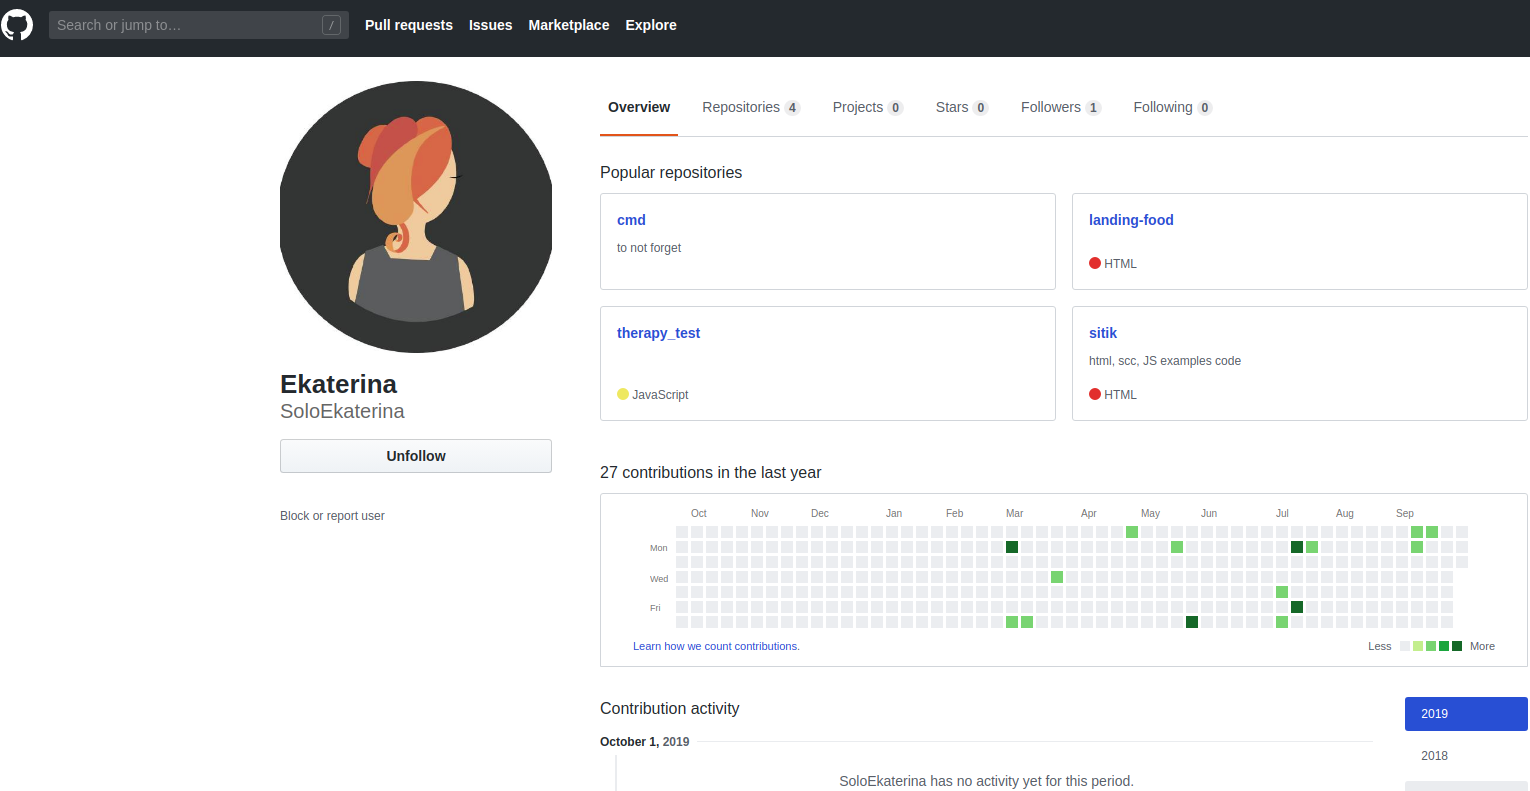 Search or jump to…
/
Pull requests Issues Marketplace Explore
Overview Repositories 4 Projects 0 Stars 0 Followers 1 Following 0
Ekaterina
SoloEkaterina
Unfollow
Block or report user
Popular repositories
cmd
to not forget
landing-food
HTML
therapy_test
JavaScript
sitik
html, scc, JS examples code
HTML
27 contributions in the last year
Oct Nov Dec Jan Feb Mar Apr May Jun Jul Aug Sep
Mon
Wed
Fri
Learn how we count contributions.
Less More
Contribution activity
2019
2018
October 1, 2019
SoloEkaterina has no activity yet for this period.